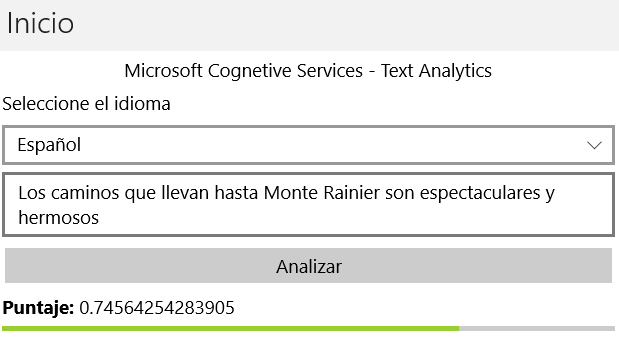 Inicio
Microsoft Cognetive Services - Text Analytics
Seleccione el idioma
Español
Los caminos que llevan hasta Monte Rainier son espectaculares y
hermosos
Analizar
Puntaje: 0.74564254283905